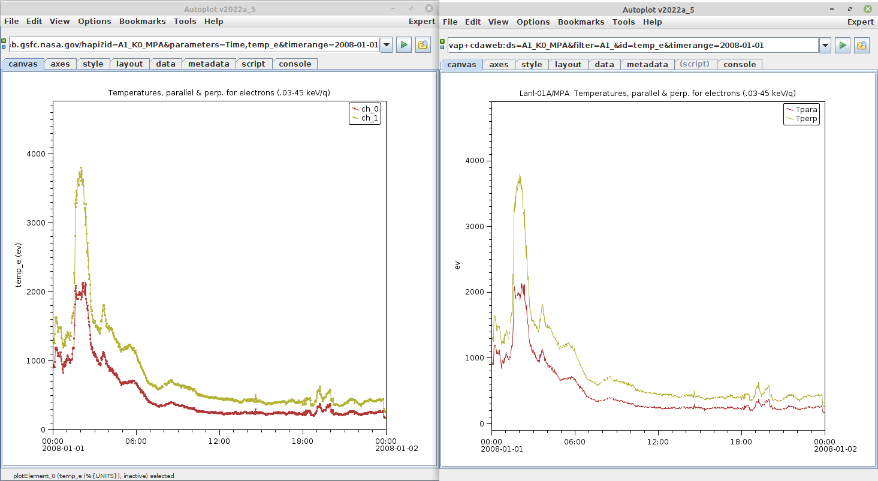 Autoplot v2022a_5
File Edit View Options Bookmarks Tools Help Expert
b.gsfc.nasa.gov/hapi?id=A1_K0_MPA&parameters=Time,temp_e&timerange=2008-01-01
canvas axes style layout data metadata script console
Temperatures, parallel & perp. for electrons (.03-45 keV/q)
ch_0
ch_1
4000
3000
2000
1000
0
temp_e (ev)
00:00 06:00 12:00 18:00 00:00
2008-01-01 2008-01-02
plotElement_0 (temp_e (%{UNITS}), inactive) selected
Autoplot v2022a_5
File Edit View Options Bookmarks Tools Help Expert
vap+cdaweb:ds=A1_K0_MPA&filter=A1_&id=temp_e&timerange=2008-01-01
canvas axes style layout data metadata (script) console
Lanl-01A/MPA Temperatures, parallel & perp. for electrons (.03-45 keV/q)
Tpara
Tperp
4000
3000
2000
1000
0
ev
00:00 06:00 12:00 18:00 00:00
2008-01-01 2008-01-02